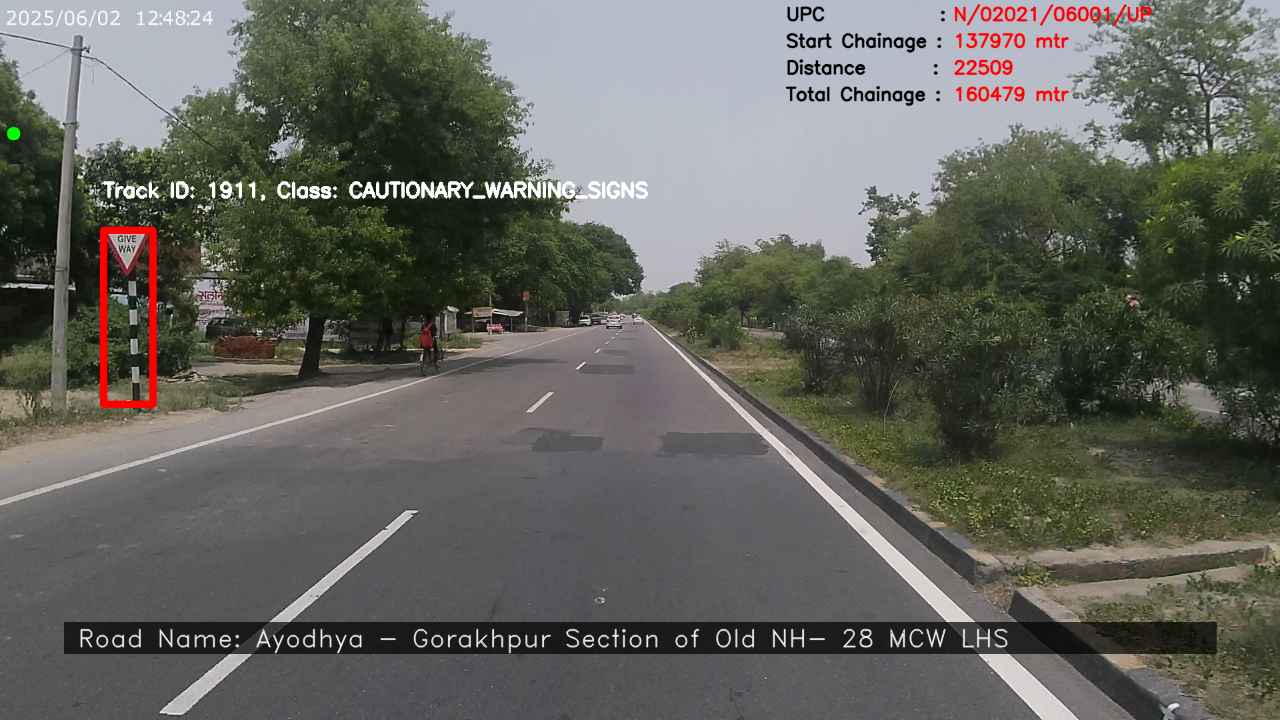 2025/06/02 12:48:24
UPC : N/02021/06001/UP
Start Chainage : 137970 mtr
Distance : 22509
Total Chainage : 160479 mtr
Track ID: 1911, Class: CAUTIONARY_WARNING_SIGNS
GIVE
WAY
Road Name: Ayodhya - Gorakhpur Section of Old NH- 28 MCW LHS